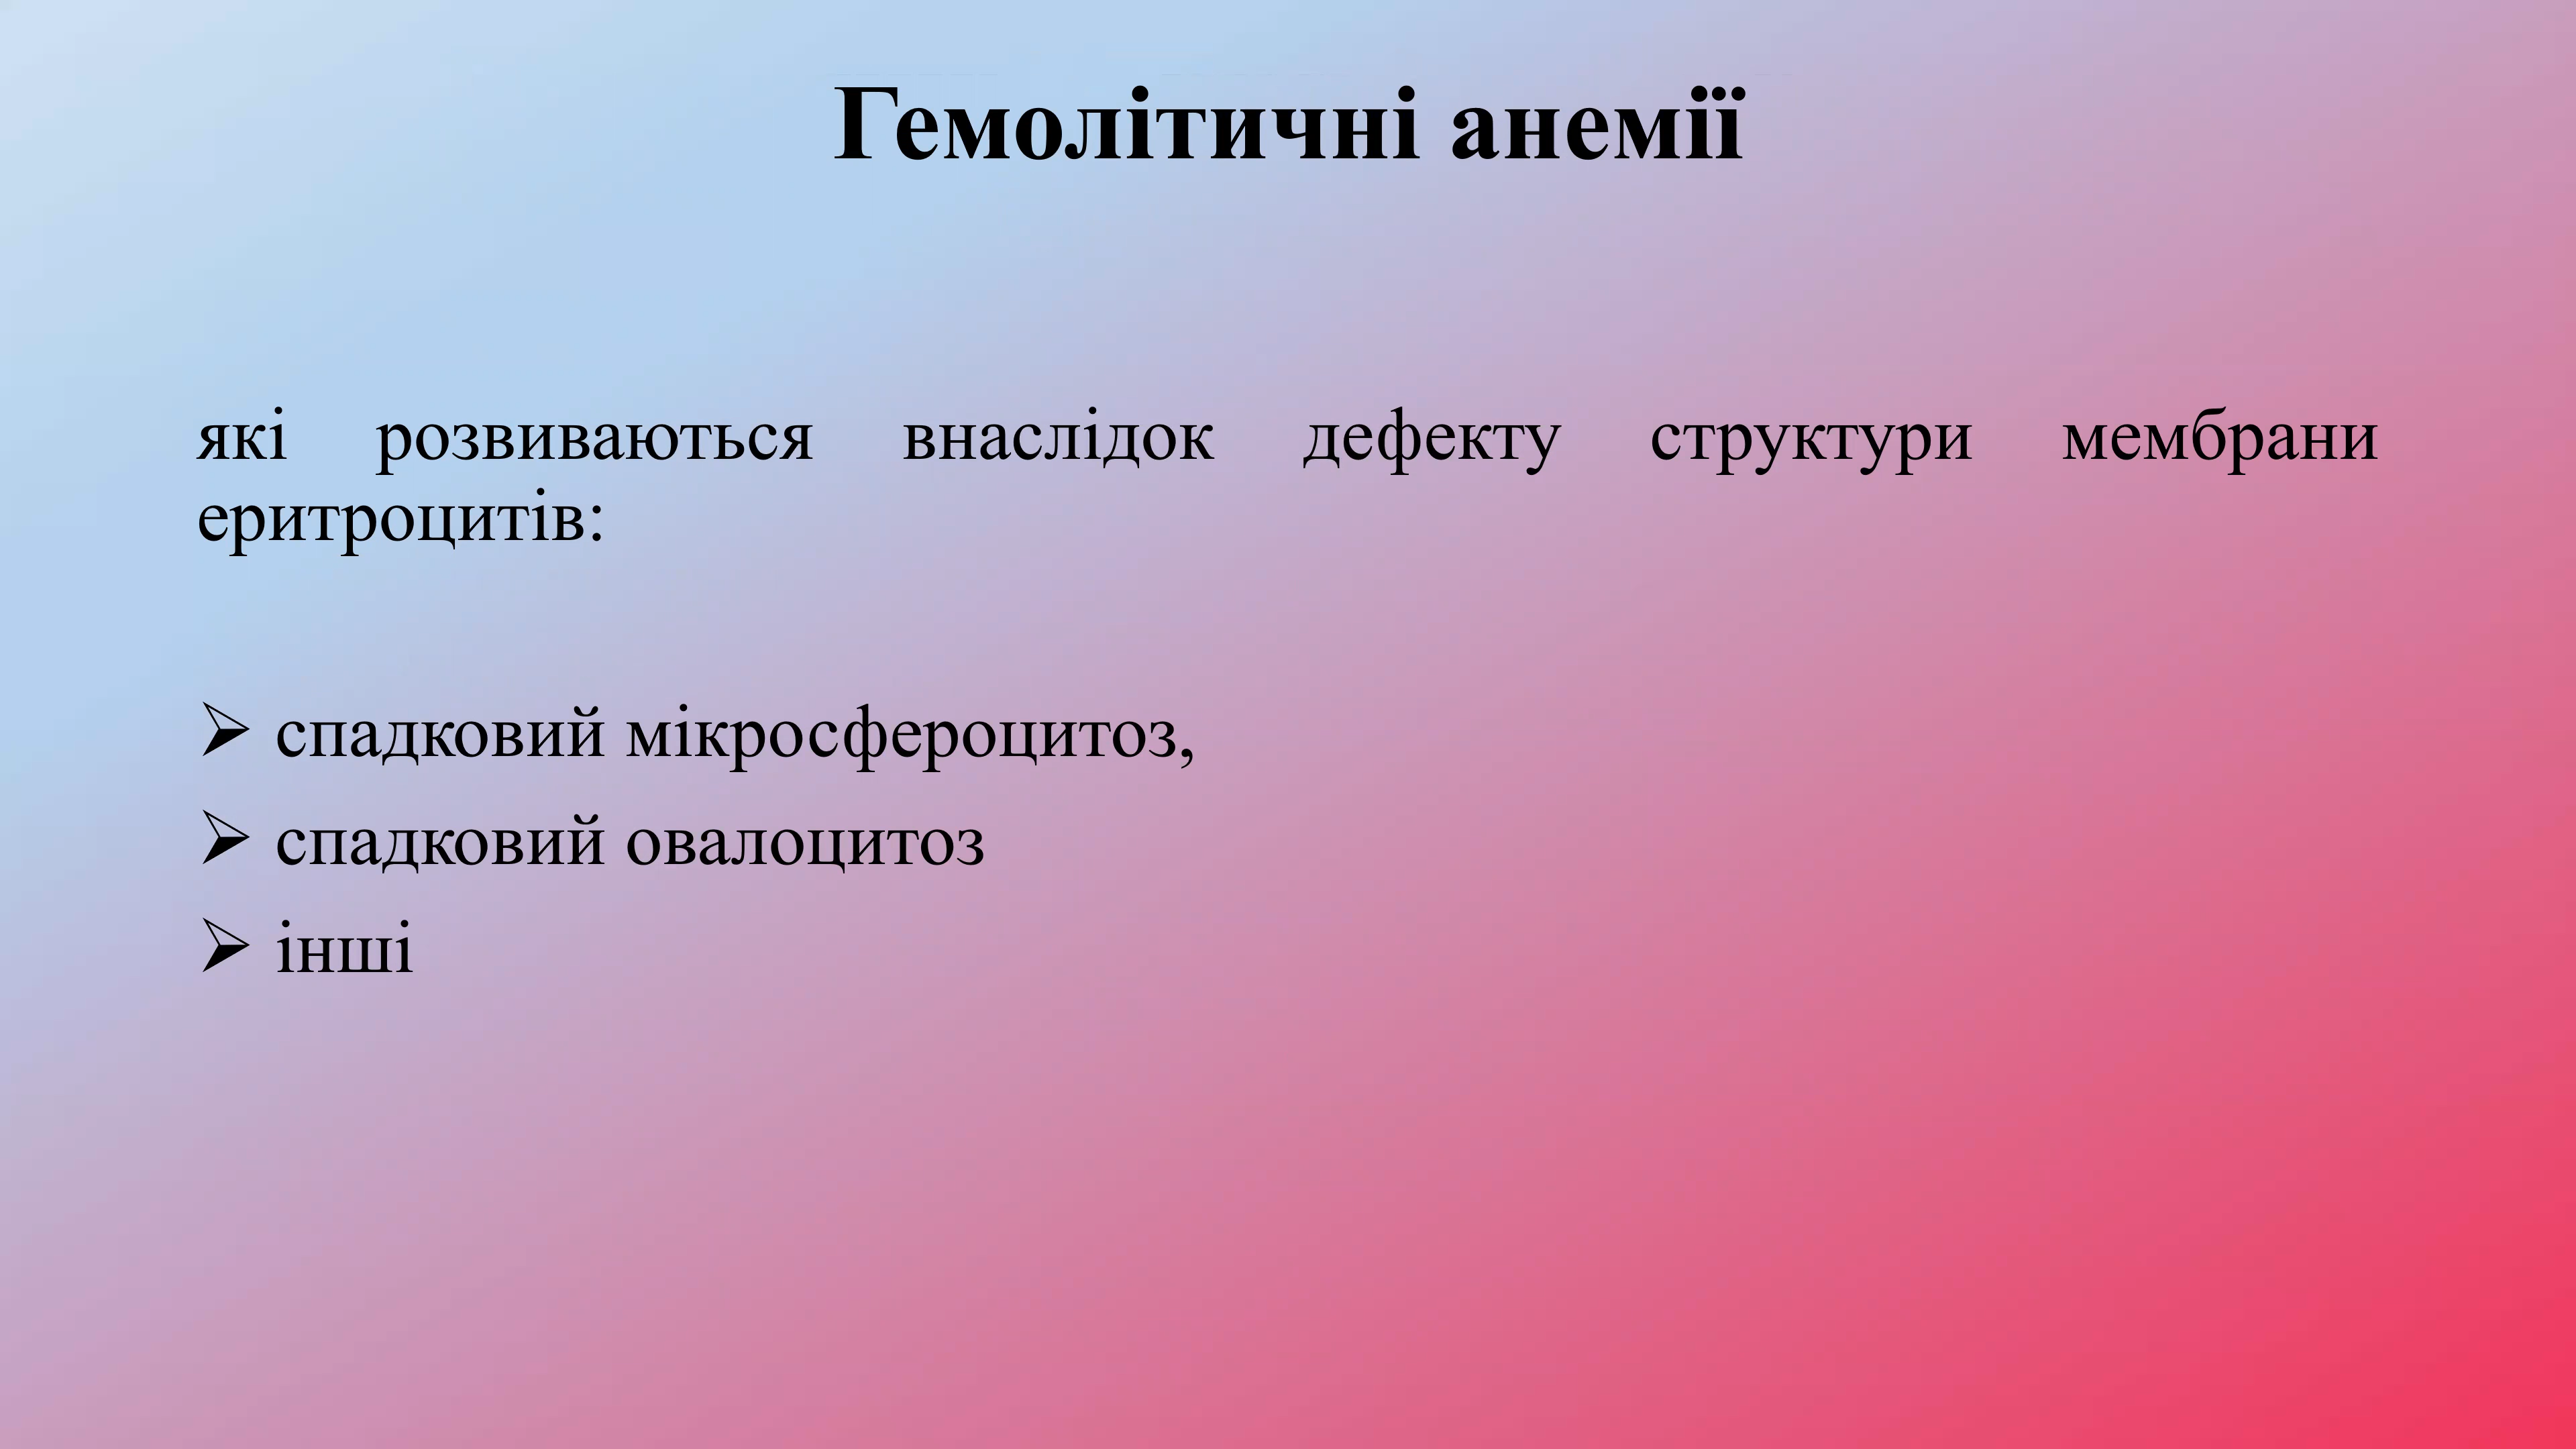 Гемолітичні анемії
які розвиваються внаслідок дефекту структури мембрани
еритроцитів:
➢ спадковий мікросфероцитоз,
➢ спадковий овалоцитоз
➢ інші